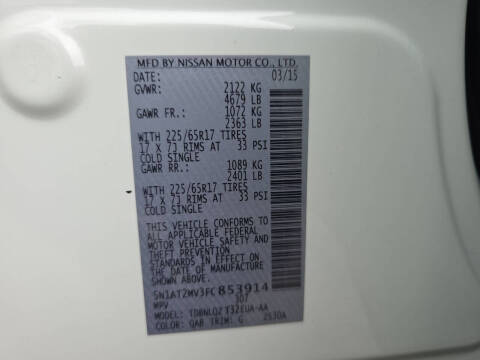 MFD BY NISSAN MOTOR CO., LTD.
DATE: 03/15
GVWR: 2122 KG
4679 LB
GAWR FR.: 1072 KG
2363 LB
WITH 225/65R17 TIRES
17 X 7J RIMS AT 33 PSI
COLD SINGLE
GAWR RR.: 1089 KG
2401 LB
WITH 225/65R17 TIRES
17 X 7J RIMS AT 33 PSI
COLD SINGLE
THIS VEHICLE CONFORMS TO
ALL APPLICABLE FEDERAL
MOTOR VEHICLE SAFETY AND
THEFT PREVENTION
STANDARDS IN EFFECT ON
THE DATE OF MANUFACTURE
SHOWN ABOVE.
5N1AT2MV3FC853914
MPV 307
MODEL:
COLOR: QAB TRIM: G 2530A